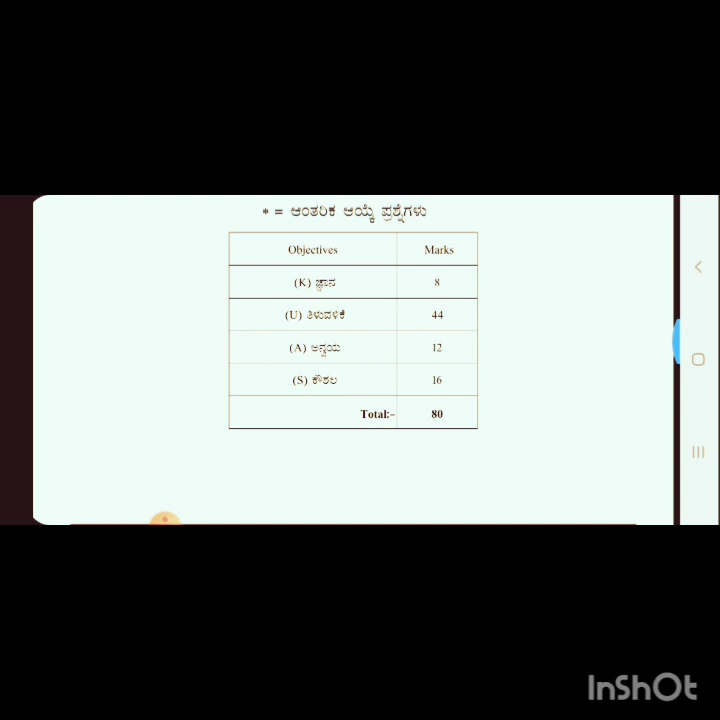 * = ಆಂತರಿಕ ಆಯ್ಕೆ ಪ್ರಶ್ನೆಗಳು
Objectives Marks
(K) ಜ್ಞಾನ 8
(U) ತಿಳುವಳಿಕೆ 44
(A) ಅನ್ವಯ 12
(S) ಕೌಶಲ 16
Total:- 80
InShOt